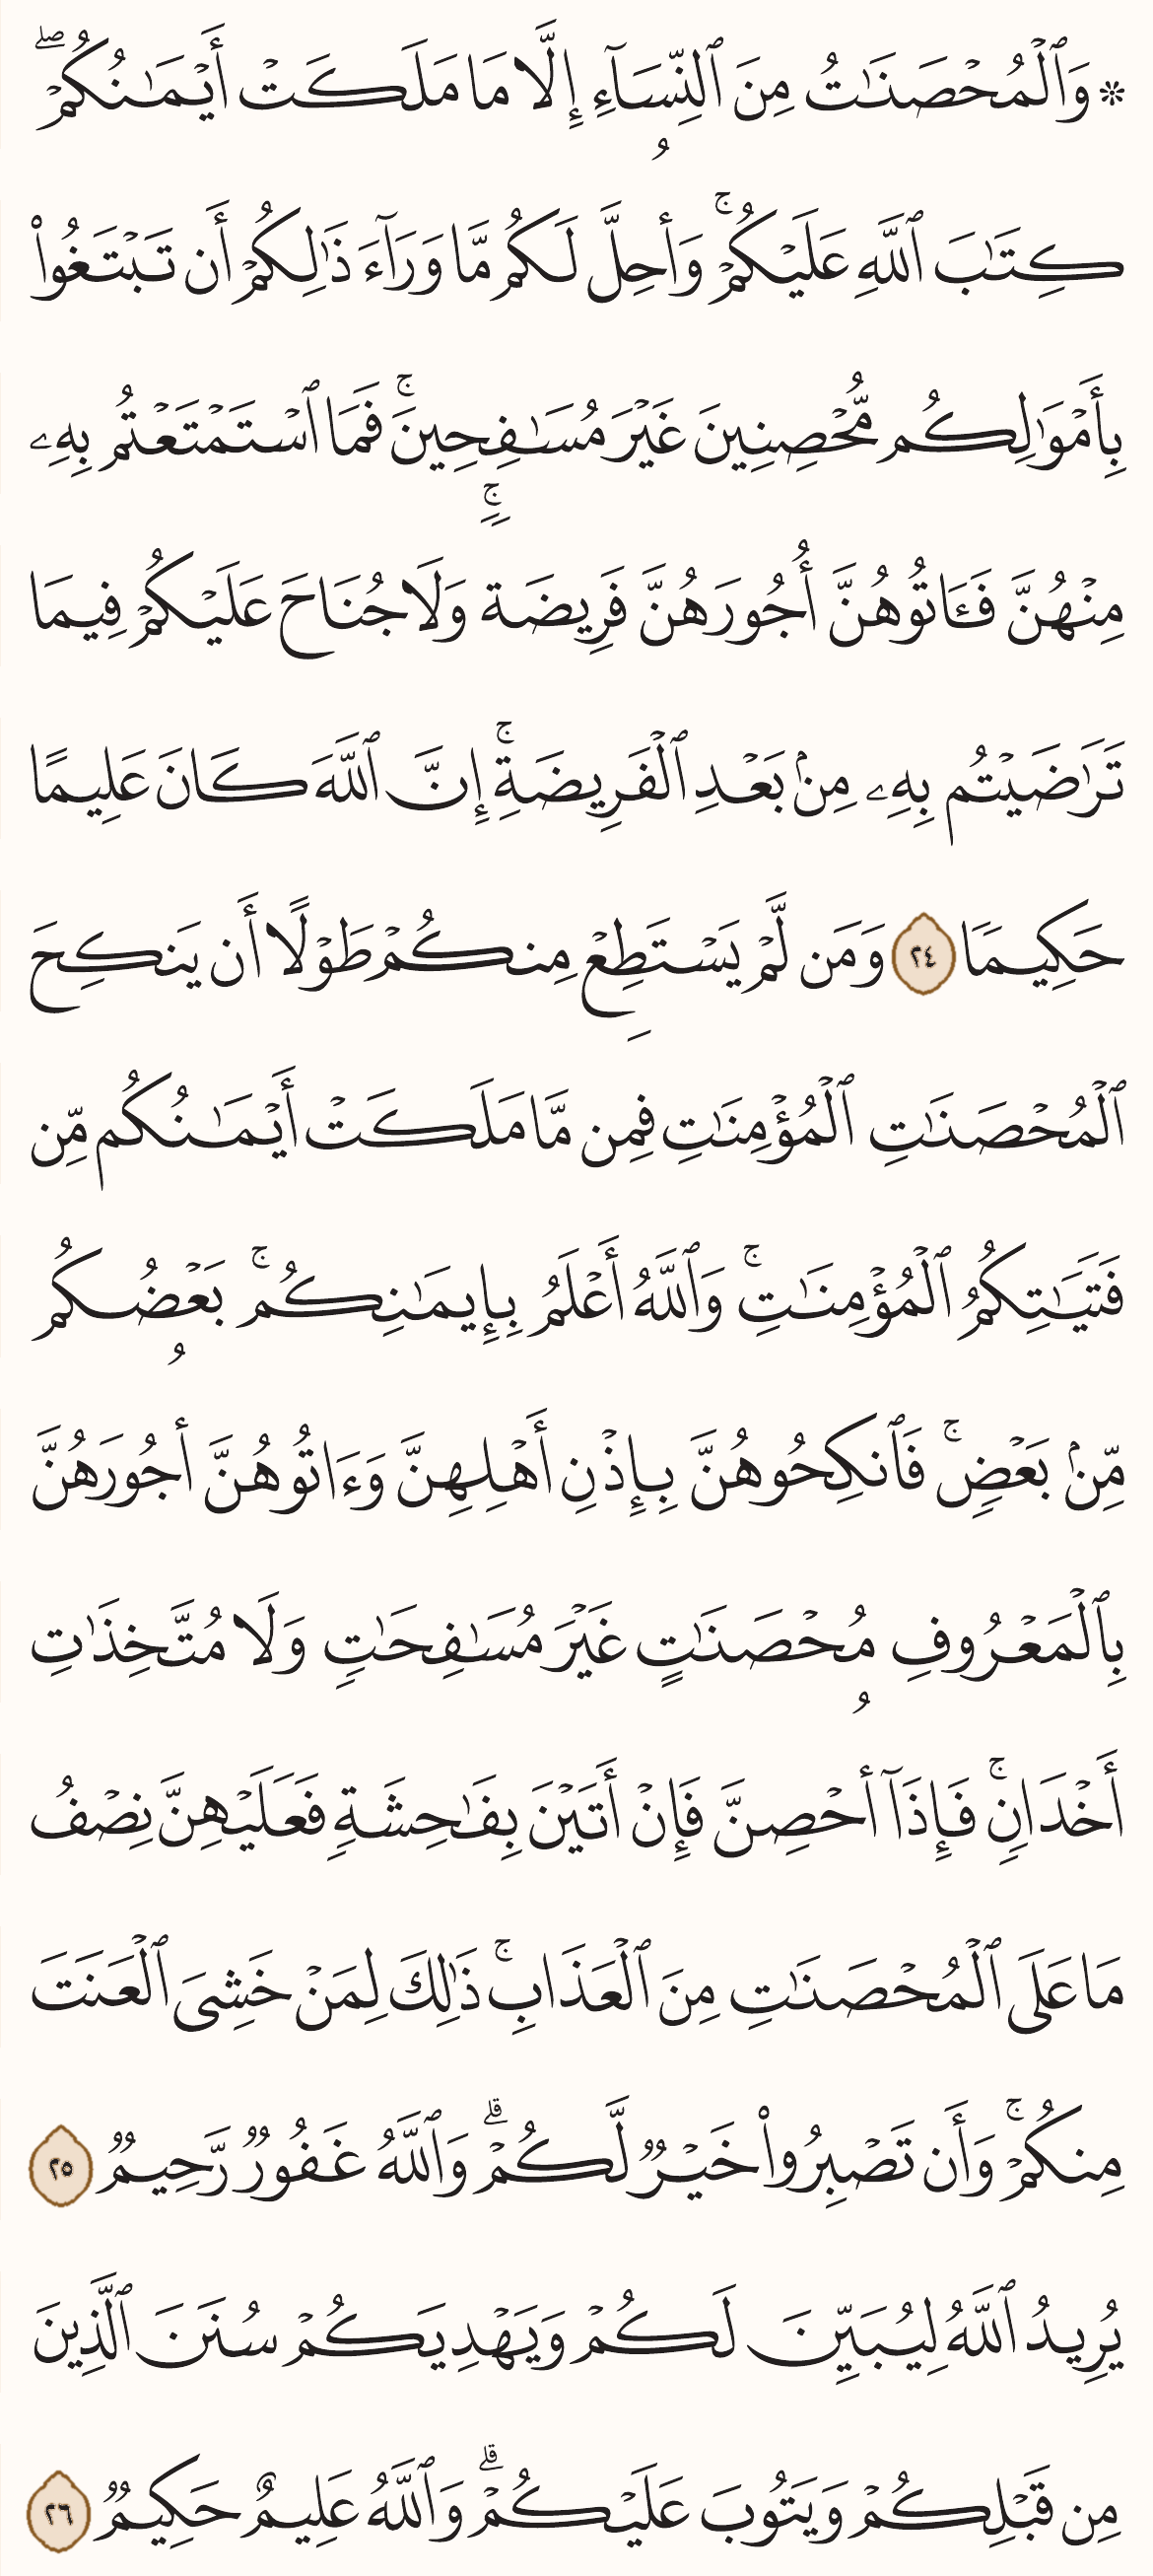 ۞ وَٱلْمُحْصَنَـٰتُ مِنَ ٱلنِّسَآءِ إِلَّا مَا مَلَكَتْ أَيْمَـٰنُكُمْ ۖ
كِتَـٰبَ ٱللَّهِ عَلَيْكُمْ ۚ وَأُحِلَّ لَكُم مَّا وَرَآءَ ذَٰلِكُمْ أَن تَبْتَغُوا۟
بِأَمْوَٰلِكُم مُّحْصِنِينَ غَيْرَ مُسَـٰفِحِينَ ۚ فَمَا ٱسْتَمْتَعْتُم بِهِۦ
مِنْهُنَّ فَـَٔاتُوهُنَّ أُجُورَهُنَّ فَرِيضَةً ۚ وَلَا جُنَاحَ عَلَيْكُمْ فِيمَا
تَرَٰضَيْتُم بِهِۦ مِنۢ بَعْدِ ٱلْفَرِيضَةِ ۚ إِنَّ ٱللَّهَ كَانَ عَلِيمًا
حَكِيمًا ٢٤ وَمَن لَّمْ يَسْتَطِعْ مِنكُمْ طَوْلًا أَن يَنكِحَ
ٱلْمُحْصَنَـٰتِ ٱلْمُؤْمِنَـٰتِ فَمِن مَّا مَلَكَتْ أَيْمَـٰنُكُم مِّن
فَتَيَـٰتِكُمُ ٱلْمُؤْمِنَـٰتِ ۚ وَٱللَّهُ أَعْلَمُ بِإِيمَـٰنِكُم ۚ بَعْضُكُم
مِّنۢ بَعْضٍ ۚ فَٱنكِحُوهُنَّ بِإِذْنِ أَهْلِهِنَّ وَءَاتُوهُنَّ أُجُورَهُنَّ
بِٱلْمَعْرُوفِ مُحْصَنَـٰتٍ غَيْرَ مُسَـٰفِحَـٰتٍ وَلَا مُتَّخِذَٰتِ
أَخْدَانٍ ۚ فَإِذَآ أُحْصِنَّ فَإِنْ أَتَيْنَ بِفَـٰحِشَةٍ فَعَلَيْهِنَّ نِصْفُ
مَا عَلَى ٱلْمُحْصَنَـٰتِ مِنَ ٱلْعَذَابِ ۚ ذَٰلِكَ لِمَنْ خَشِىَ ٱلْعَنَتَ
مِنكُمْ ۚ وَأَن تَصْبِرُوا۟ خَيْرٌ لَّكُمْ ۗ وَٱللَّهُ غَفُورٌ رَّحِيمٌ ٢٥
يُرِيدُ ٱللَّهُ لِيُبَيِّنَ لَكُمْ وَيَهْدِيَكُمْ سُنَنَ ٱلَّذِينَ
مِن قَبْلِكُمْ وَيَتُوبَ عَلَيْكُمْ ۗ وَٱللَّهُ عَلِيمٌ حَكِيمٌ ٢٦